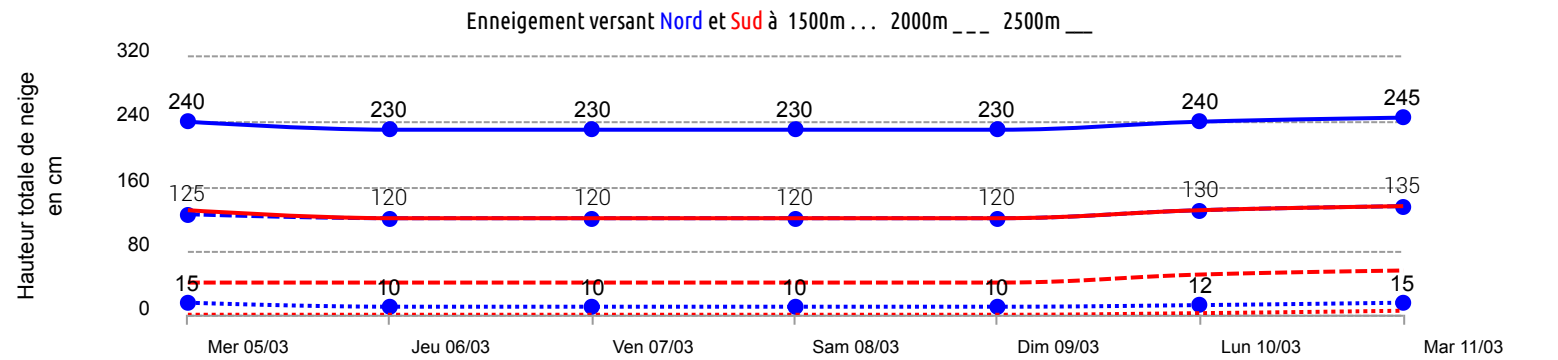 Enneigement versant Nord et Sud à 1500m . . . 2000m _ _ _ 2500m __
Hauteur totale de neige
en cm
320
240
160
80
0
240 230 230 230 230 240 245
125 120 120 120 120 130 135
15 10 10 10 10 12 15
Mer 05/03 Jeu 06/03 Ven 07/03 Sam 08/03 Dim 09/03 Lun 10/03 Mar 11/03